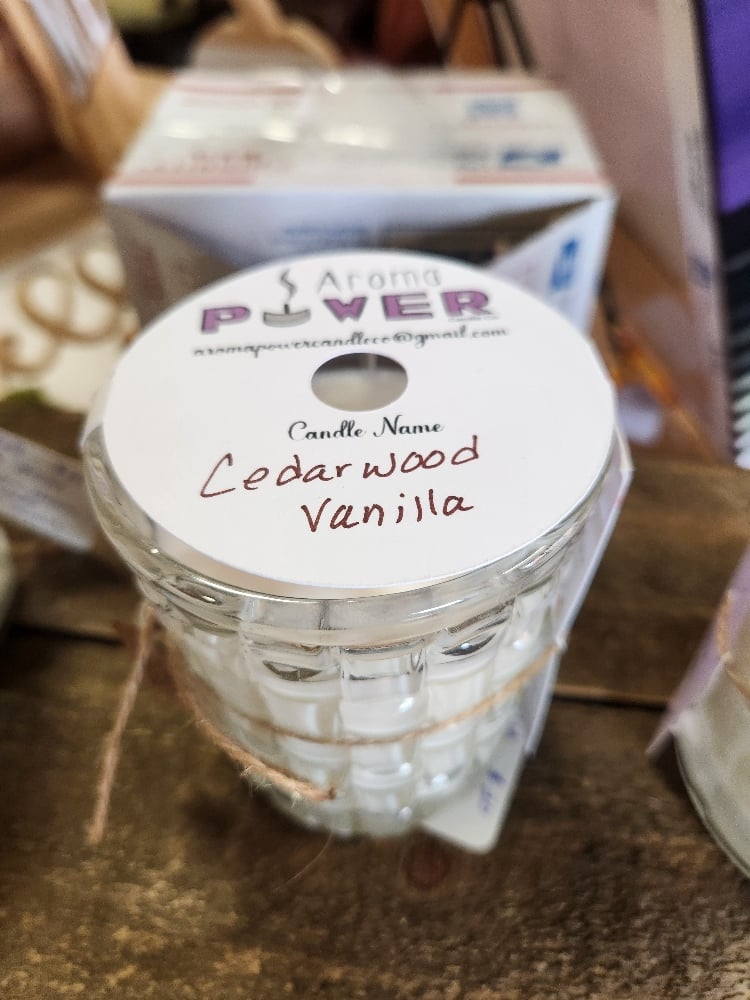 Aroma
POWER
aromapowercandleco@gmail.com
Candle Name
Cedarwood
Vanilla